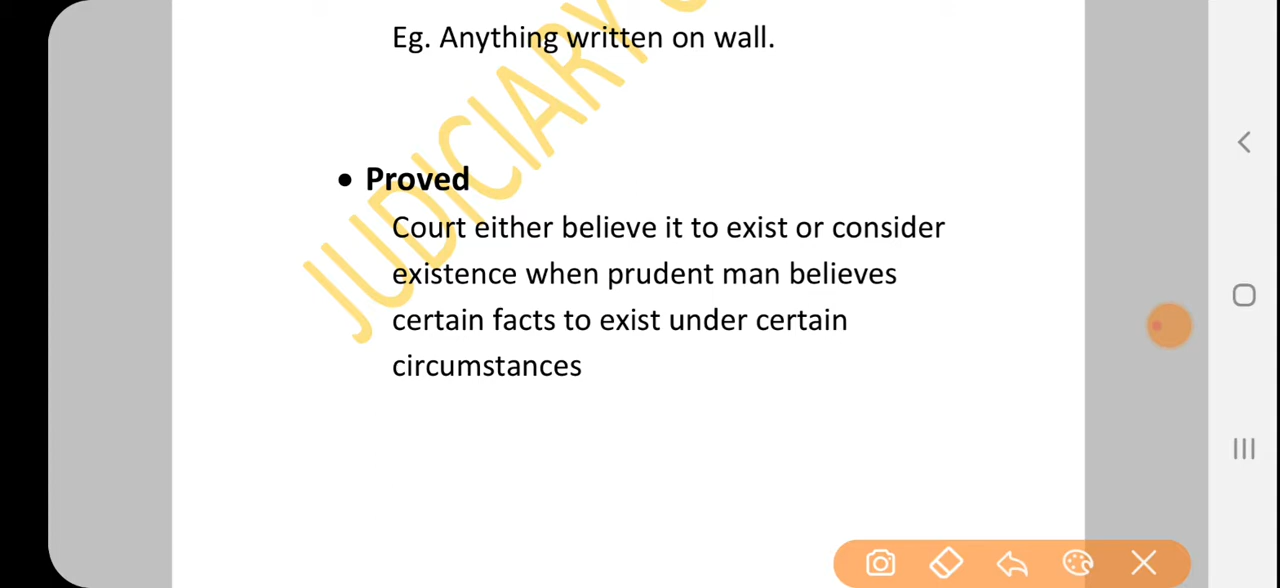 Eg. Anything written on wall.
• Proved
Court either believe it to exist or consider
existence when prudent man believes
certain facts to exist under certain
circumstances
JUDICIARY